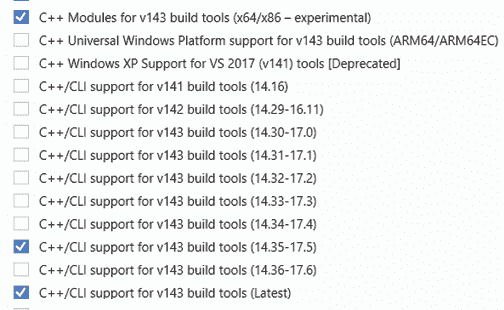 C++ Modules for v143 build tools (x64/x86 – experimental)
C++ Universal Windows Platform support for v143 build tools (ARM64/ARM64EC)
C++ Windows XP Support for VS 2017 (v141) tools [Deprecated]
C++/CLI support for v141 build tools (14.16)
C++/CLI support for v142 build tools (14.29-16.11)
C++/CLI support for v143 build tools (14.30-17.0)
C++/CLI support for v143 build tools (14.31-17.1)
C++/CLI support for v143 build tools (14.32-17.2)
C++/CLI support for v143 build tools (14.33-17.3)
C++/CLI support for v143 build tools (14.34-17.4)
C++/CLI support for v143 build tools (14.35-17.5)
C++/CLI support for v143 build tools (14.36-17.6)
C++/CLI support for v143 build tools (Latest)